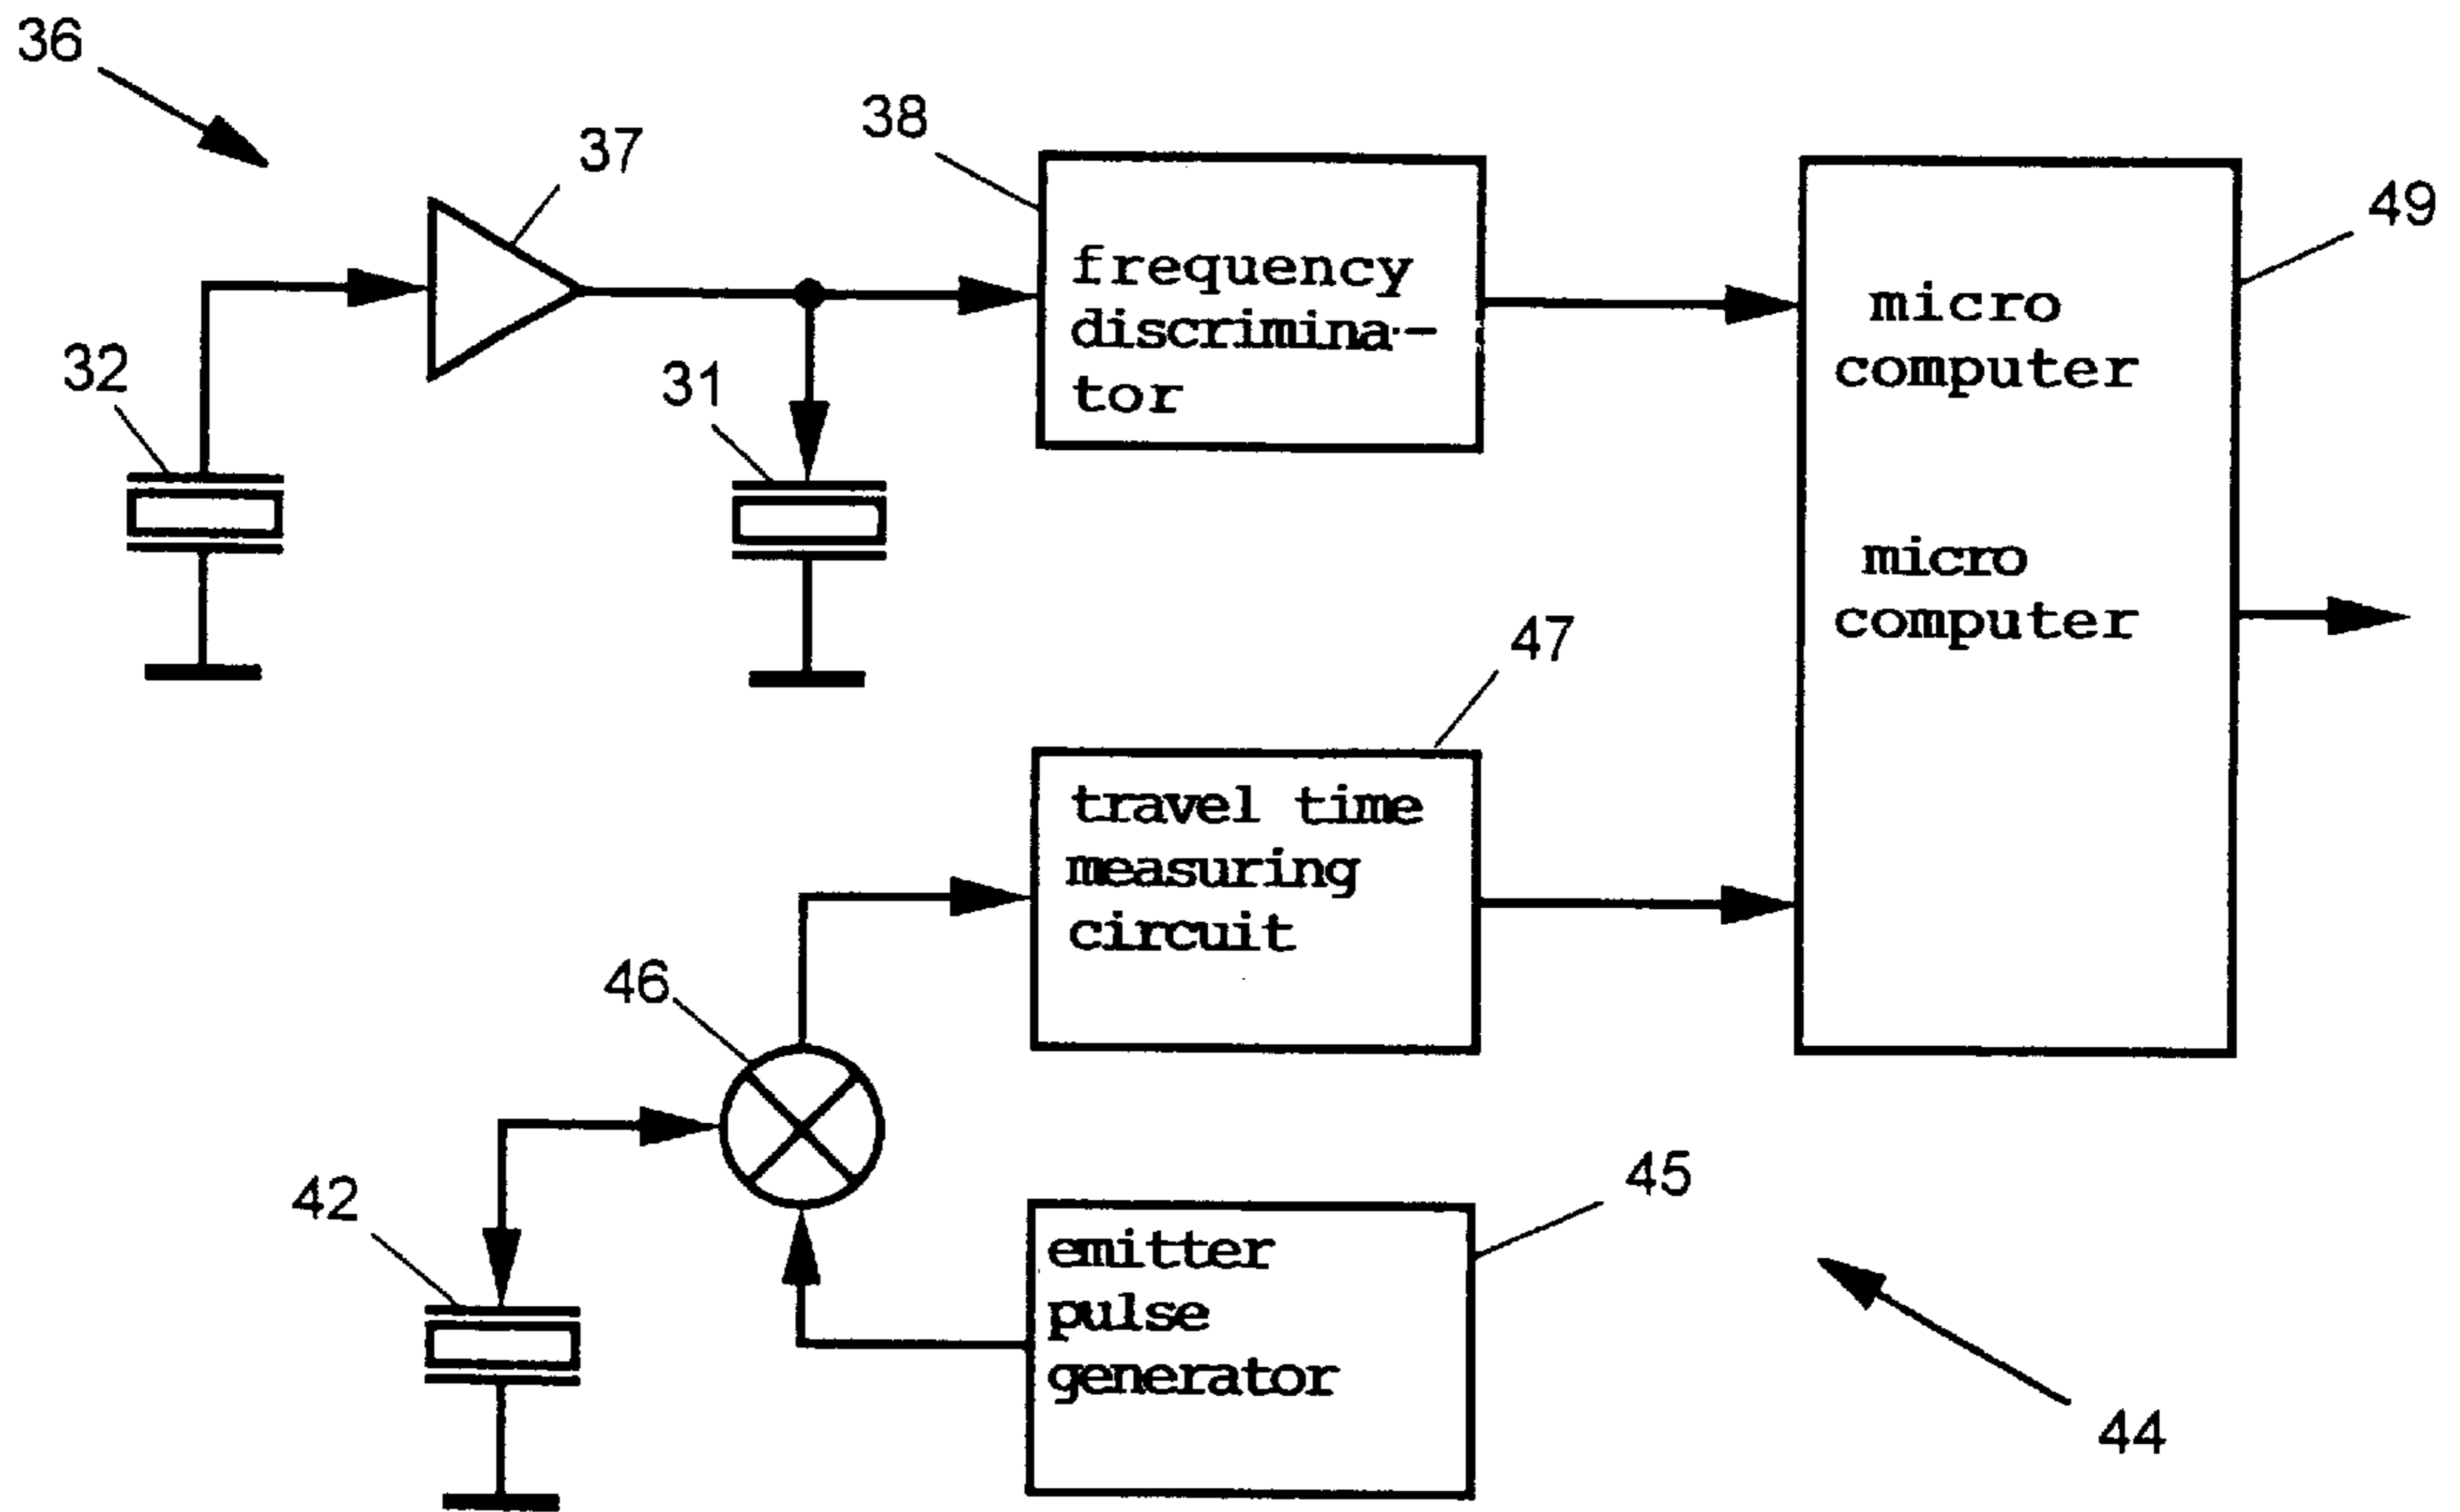 36
37
38
frequency
discrimina-
tor
49
micro
computer
32
31
micro
computer
47
travel time
measuring
circuit
46
42
45
emitter
pulse
generator
44